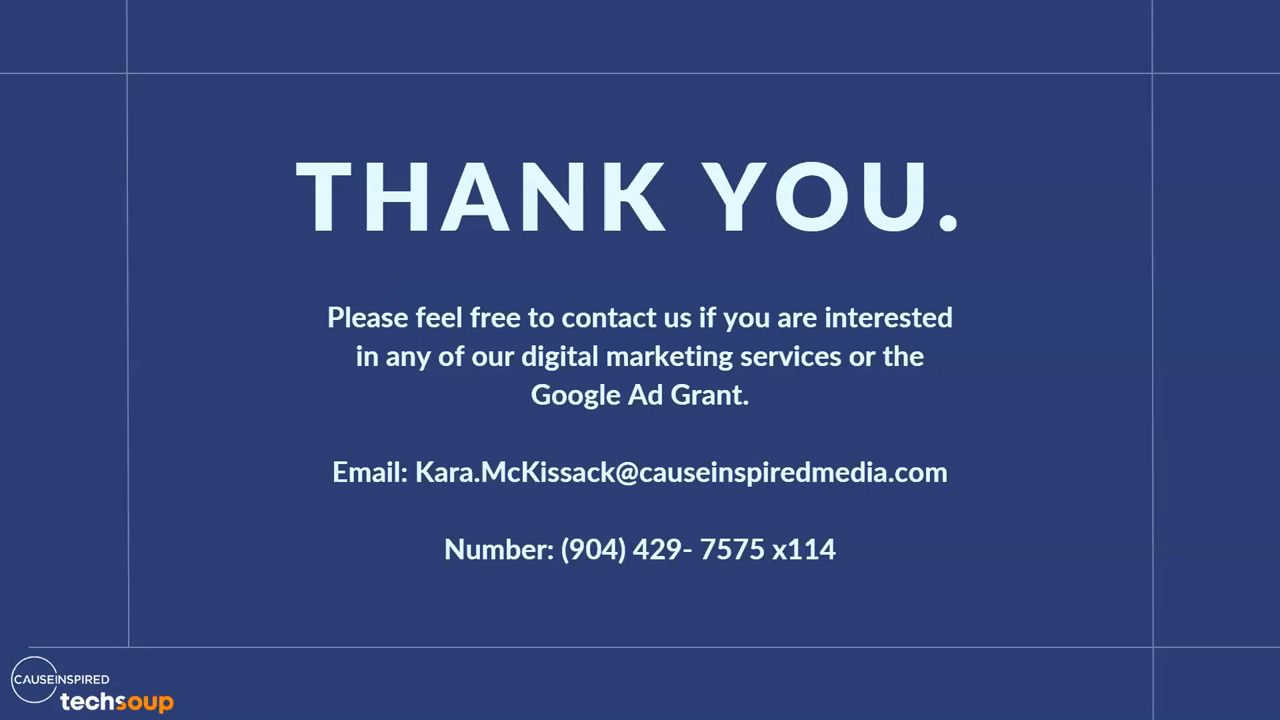 THANK YOU.
Please feel free to contact us if you are interested
in any of our digital marketing services or the
Google Ad Grant.
Email: Kara.McKissack@causeinspiredmedia.com
Number: (904) 429- 7575 x114
CAUSEINSPIRED
techsoup